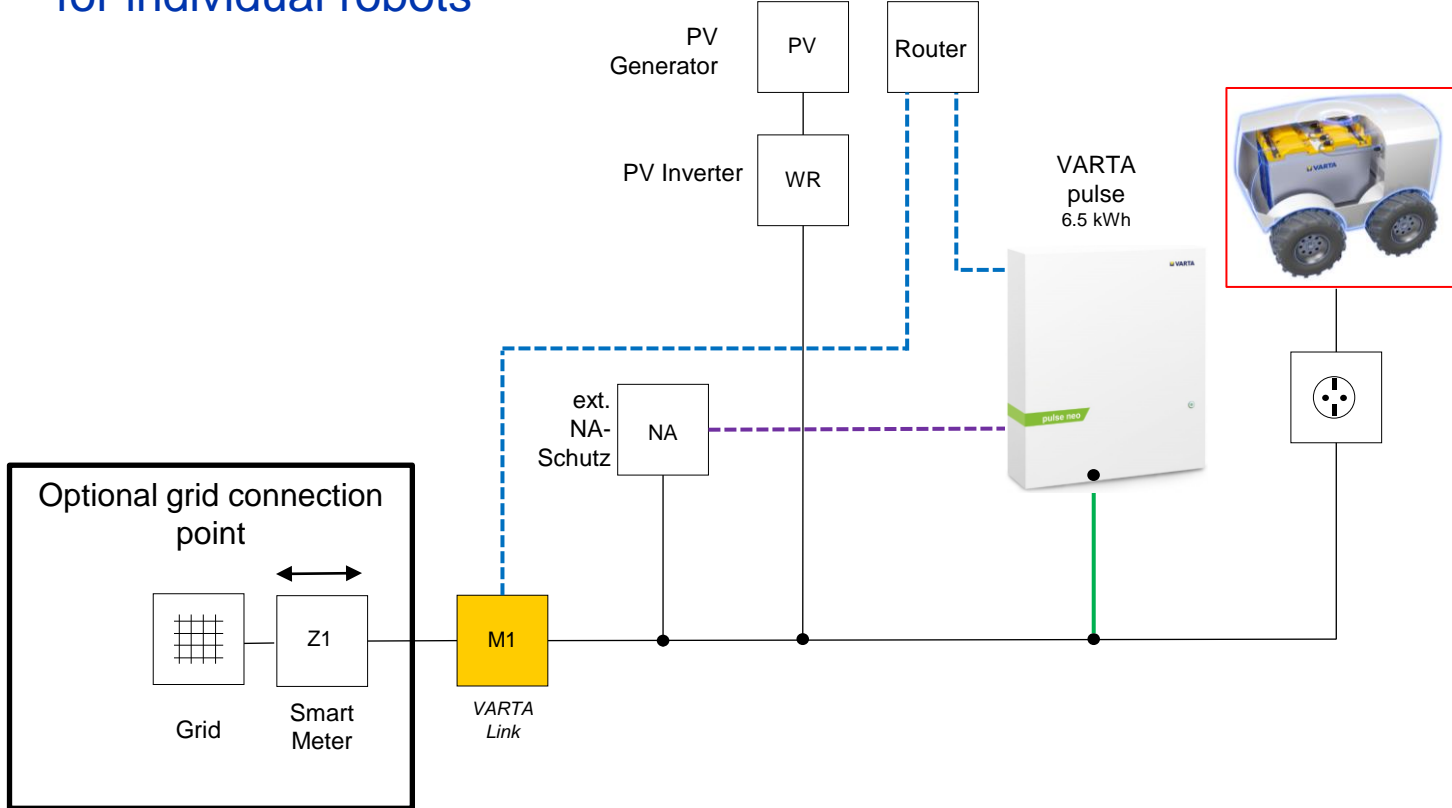 for individual robots
PV
Generator
PV
Router
PV Inverter
WR
VARTA
pulse
6.5 kWh
VARTA
VARTA
pulse neo
ext.
NA-
Schutz
NA
Optional grid connection
point
Z1
M1
Grid
Smart
Meter
VARTA
Link